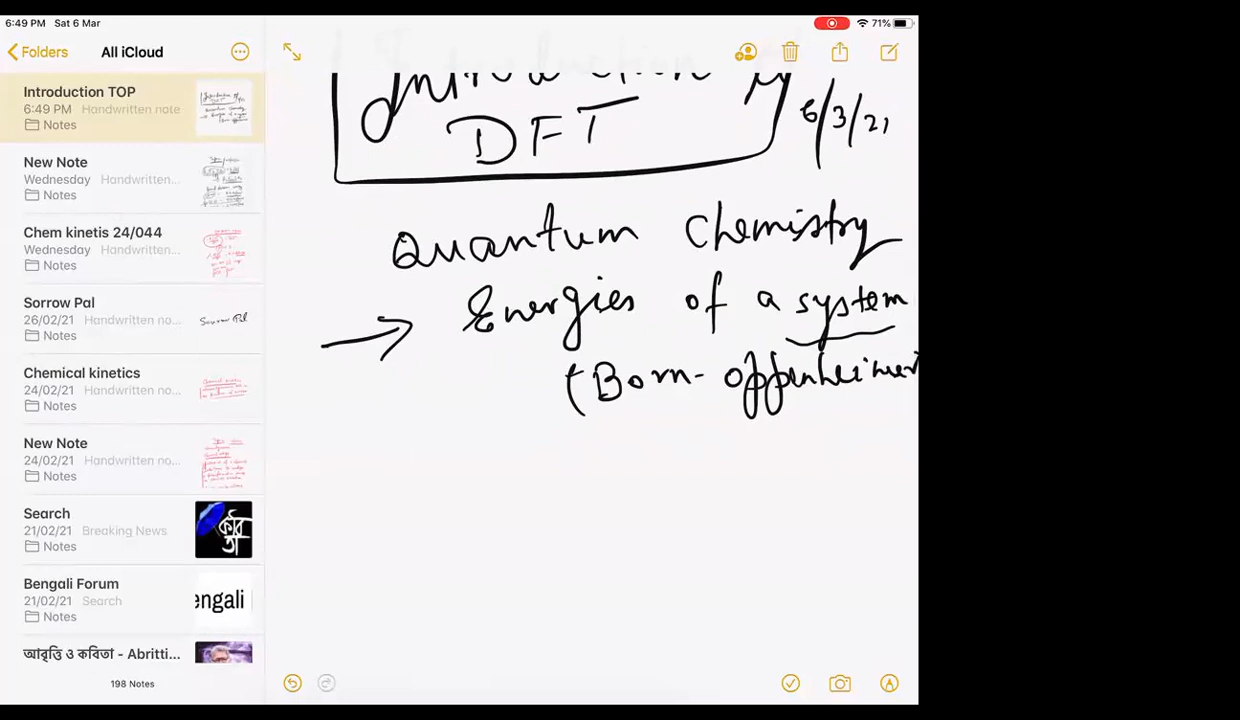 6:49 PM Sat 6 Mar
71%
Folders
All iCloud
Introduction TOP
6:49 PM Handwritten note
Notes
New Note
Wednesday Handwritten...
Notes
Chem kinetis 24/044
Wednesday Handwritten...
Notes
Sorrow Pal
26/02/21 Handwritten no...
Notes
Chemical kinetics
24/02/21 Handwritten no...
Notes
New Note
24/02/21 Handwritten no...
Notes
Search
21/02/21 Breaking News
Notes
কবি
তা
Bengali Forum
21/02/21 Search
Notes
engali
আবৃত্তি ও কবিতা - Abritti...
198 Notes
Introduction
DFT
6/3/21
Quantum Chemistry
→ Energies of a system
(Born-oppenheimer